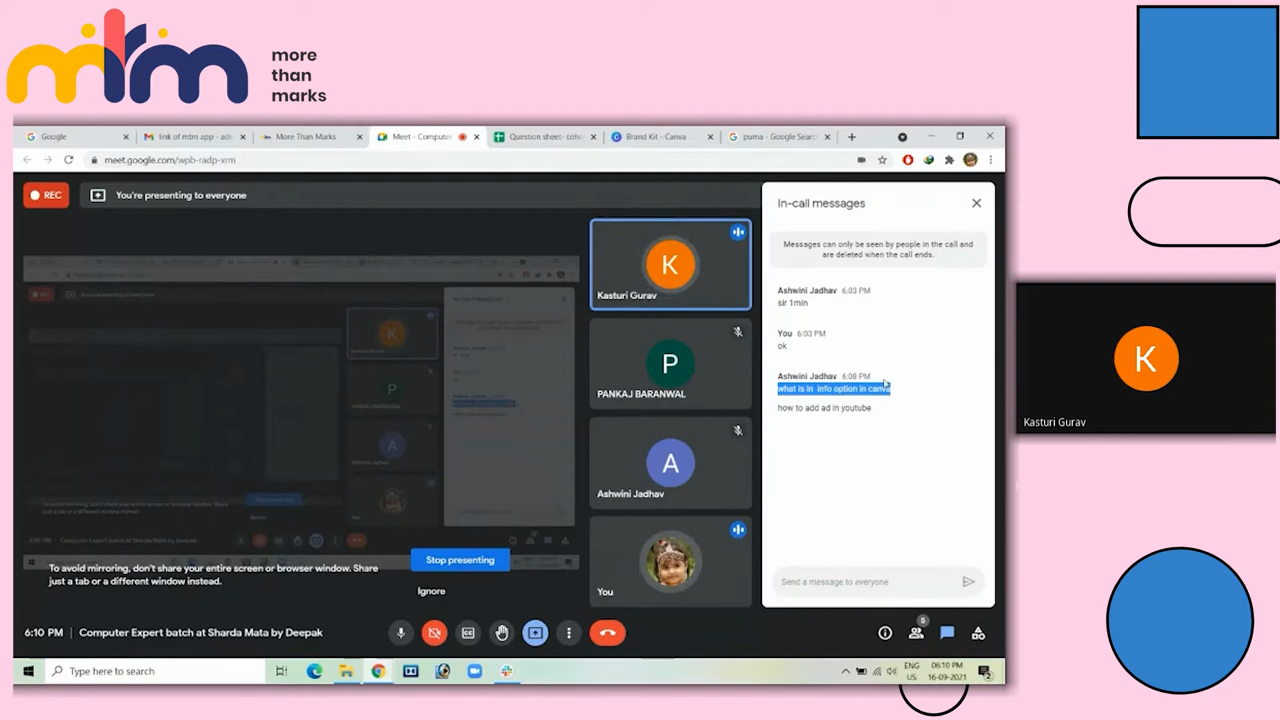 mtm
more
than
marks
Google
link of mtm app - ade
More Than Marks
Meet - Compute
Question sheet- coho
Brand Kit - Canva
puma - Google Search
meet.google.com/wpb-radp-xrm
REC
You're presenting to everyone
In-call messages
Messages can only be seen by people in the call and
are deleted when the call ends.
Ashwini Jadhav 6:03 PM
sir 1min
You 6:03 PM
ok
Ashwini Jadhav 6:08 PM
what is in info option in canva
how to add ad in youtube
Send a message to everyone
K
Kasturi Gurav
P
PANKAJ BARANWAL
A
Ashwini Jadhav
You
K
Kasturi Gurav
To avoid mirroring, don't share your entire screen or browser window. Share
just a tab or a different window instead.
Stop presenting
Ignore
6:10 PM | Computer Expert batch at Sharda Mata by Deepak
5
Type here to search
ENG
US
06:10 PM
16-09-2021
2